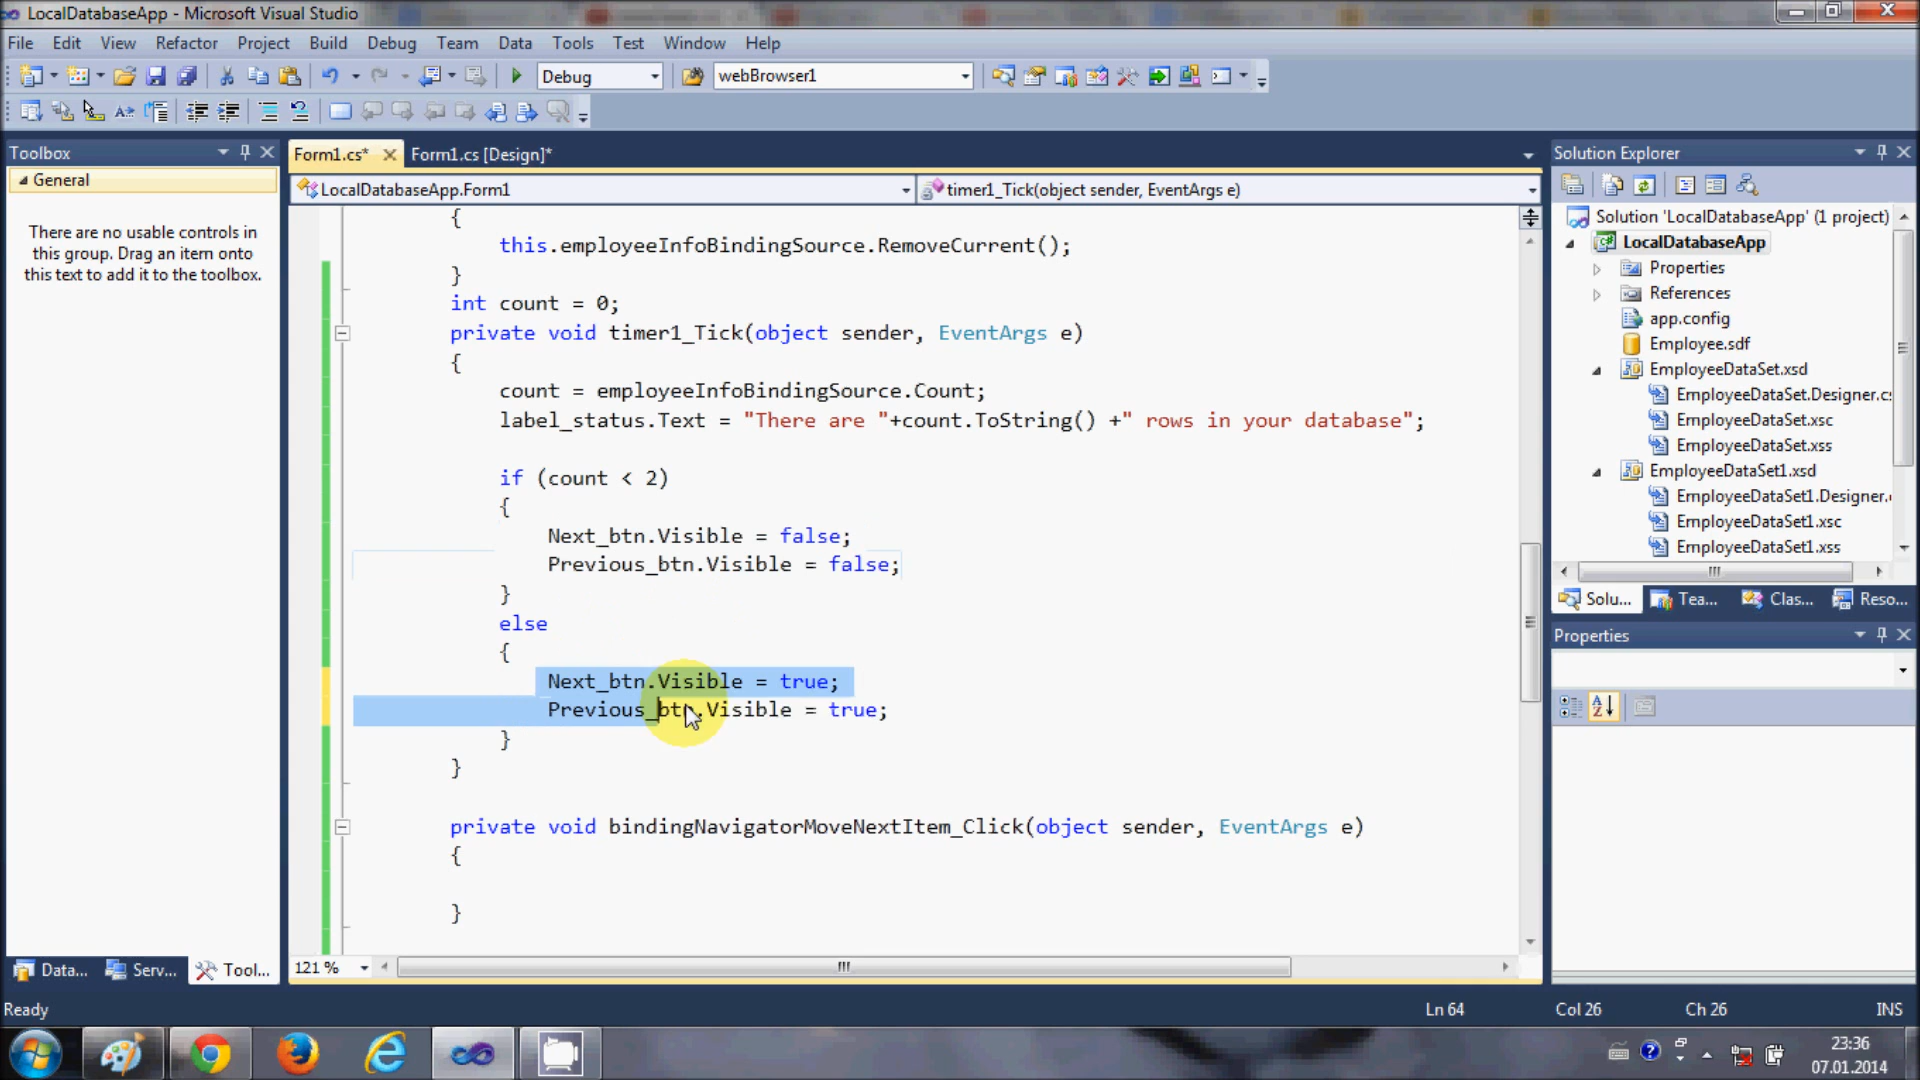 LocalDatabaseApp - Microsoft Visual Studio
File Edit View Refactor Project Build Debug Team Data Tools Test Window Help
Debug webBrowser1
Toolbox
General
There are no usable controls in
this group. Drag an item onto
this text to add it to the toolbox.
Data... Serv... Tool...
Form1.cs* Form1.cs [Design]*
LocalDatabaseApp.Form1 timer1_Tick(object sender, EventArgs e)
{
this.employeeInfoBindingSource.RemoveCurrent();
}
int count = 0;
private void timer1_Tick(object sender, EventArgs e)
{
count = employeeInfoBindingSource.Count;
label_status.Text = "There are "+count.ToString() +" rows in your database";
if (count < 2)
{
Next_btn.Visible = false;
Previous_btn.Visible = false;
}
else
{
Next_btn.Visible = true;
Previous_btn.Visible = true;
}
}
private void bindingNavigatorMoveNextItem_Click(object sender, EventArgs e)
{
}
121 %
Solution Explorer
Solution 'LocalDatabaseApp' (1 project)
LocalDatabaseApp
Properties
References
app.config
Employee.sdf
EmployeeDataSet.xsd
EmployeeDataSet.Designer.c
EmployeeDataSet.xsc
EmployeeDataSet.xss
EmployeeDataSet1.xsd
EmployeeDataSet1.Designer.
EmployeeDataSet1.xsc
EmployeeDataSet1.xss
Solu... Tea... Clas... Reso...
Properties
Ready Ln 64 Col 26 Ch 26 INS
23:36
07.01.2014